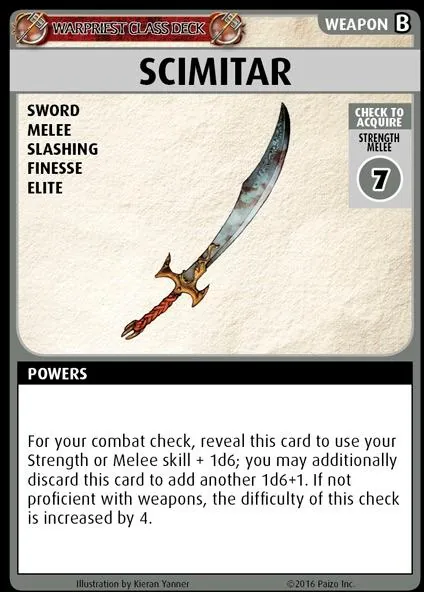 WARPRIEST CLASS DECK
WEAPON B
SCIMITAR
SWORD
MELEE
SLASHING
FINESSE
ELITE
CHECK TO
ACQUIRE
STRENGTH
MELEE
7
POWERS
For your combat check, reveal this card to use your
Strength or Melee skill + 1d6; you may additionally
discard this card to add another 1d6+1. If not
proficient with weapons, the difficulty of this check
is increased by 4.
Illustration by Kieran Yanner
©2016 Paizo Inc.